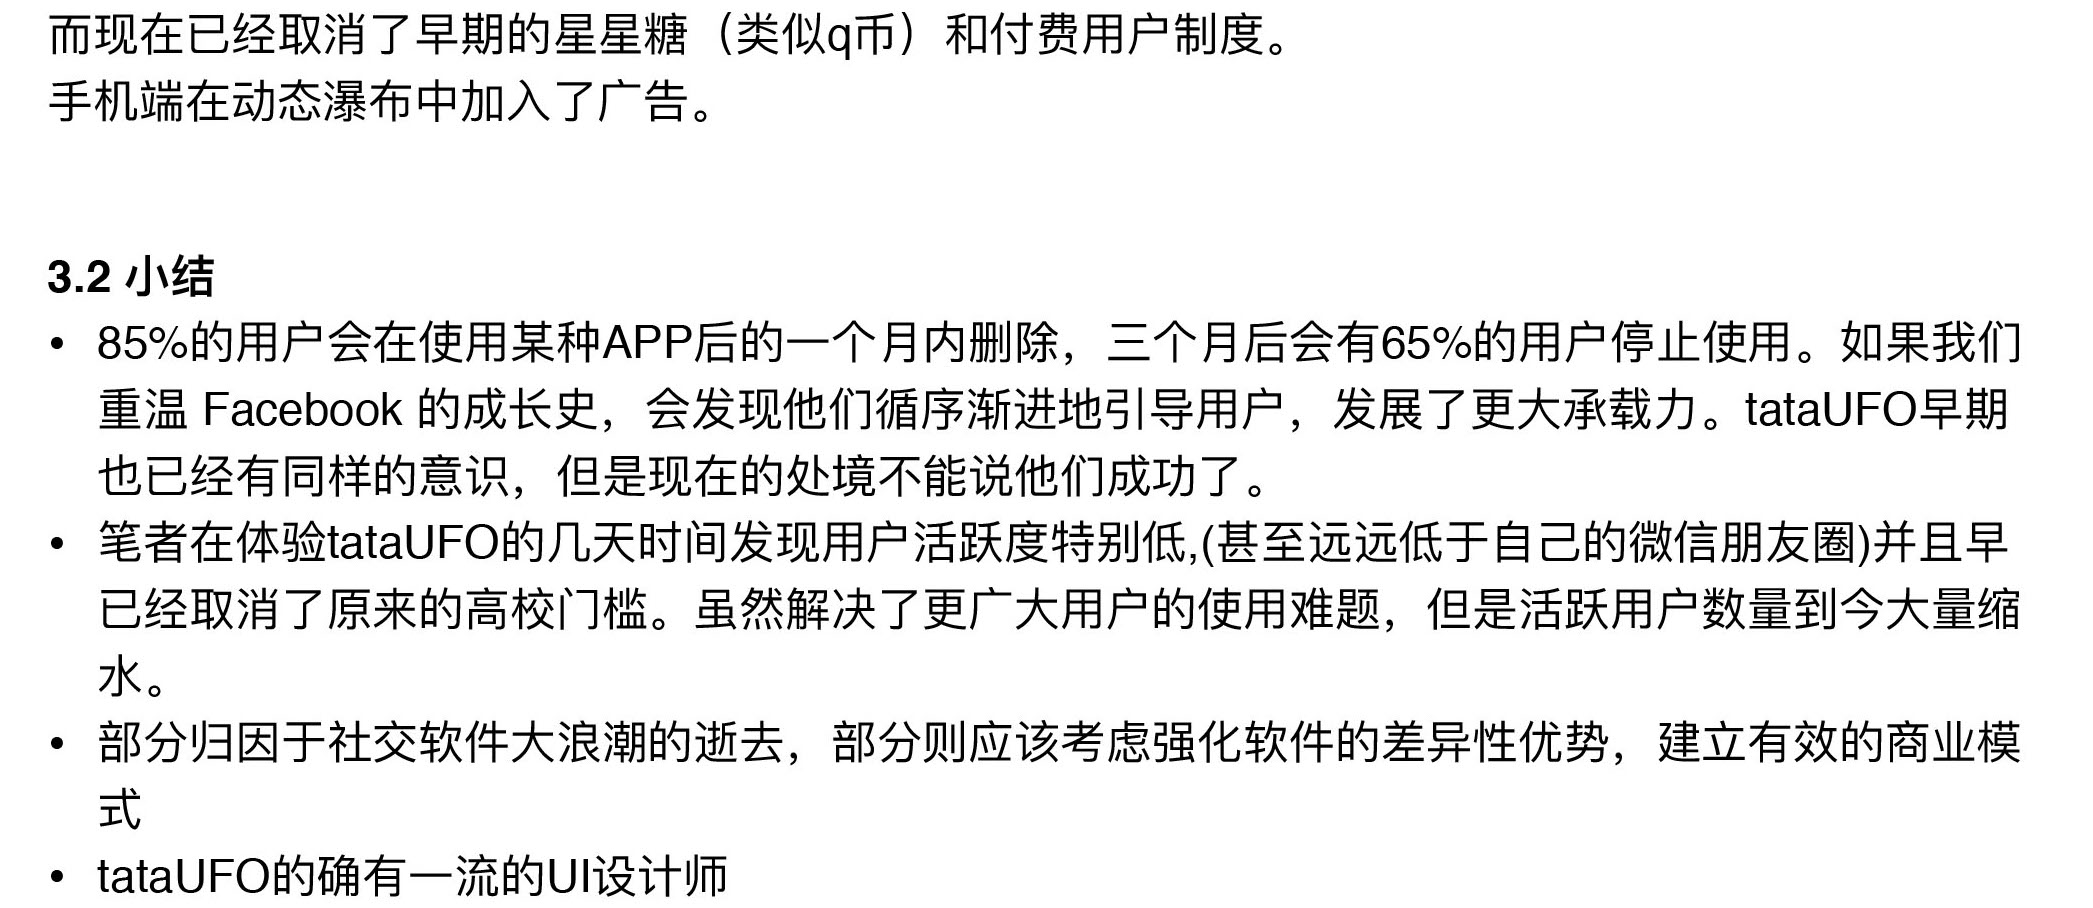 而现在已经取消了早期的星星糖（类似q币）和付费用户制度。
手机端在动态瀑布中加入了广告。
3.2 小结
• 85%的用户会在使用某种APP后的一个月内删除，三个月后会有65%的用户停止使用。如果我们
重温 Facebook 的成长史，会发现他们循序渐进地引导用户，发展了更大承载力。tataUFO早期
也已经有同样的意识，但是现在的处境不能说他们成功了。
• 笔者在体验tataUFO的几天时间发现用户活跃度特别低,(甚至远远低于自己的微信朋友圈)并且早
已经取消了原来的高校门槛。虽然解决了更广大用户的使用难题，但是活跃用户数量到今大量缩
水。
• 部分归因于社交软件大浪潮的逝去，部分则应该考虑强化软件的差异性优势，建立有效的商业模
式
• tataUFO的确有一流的UI设计师